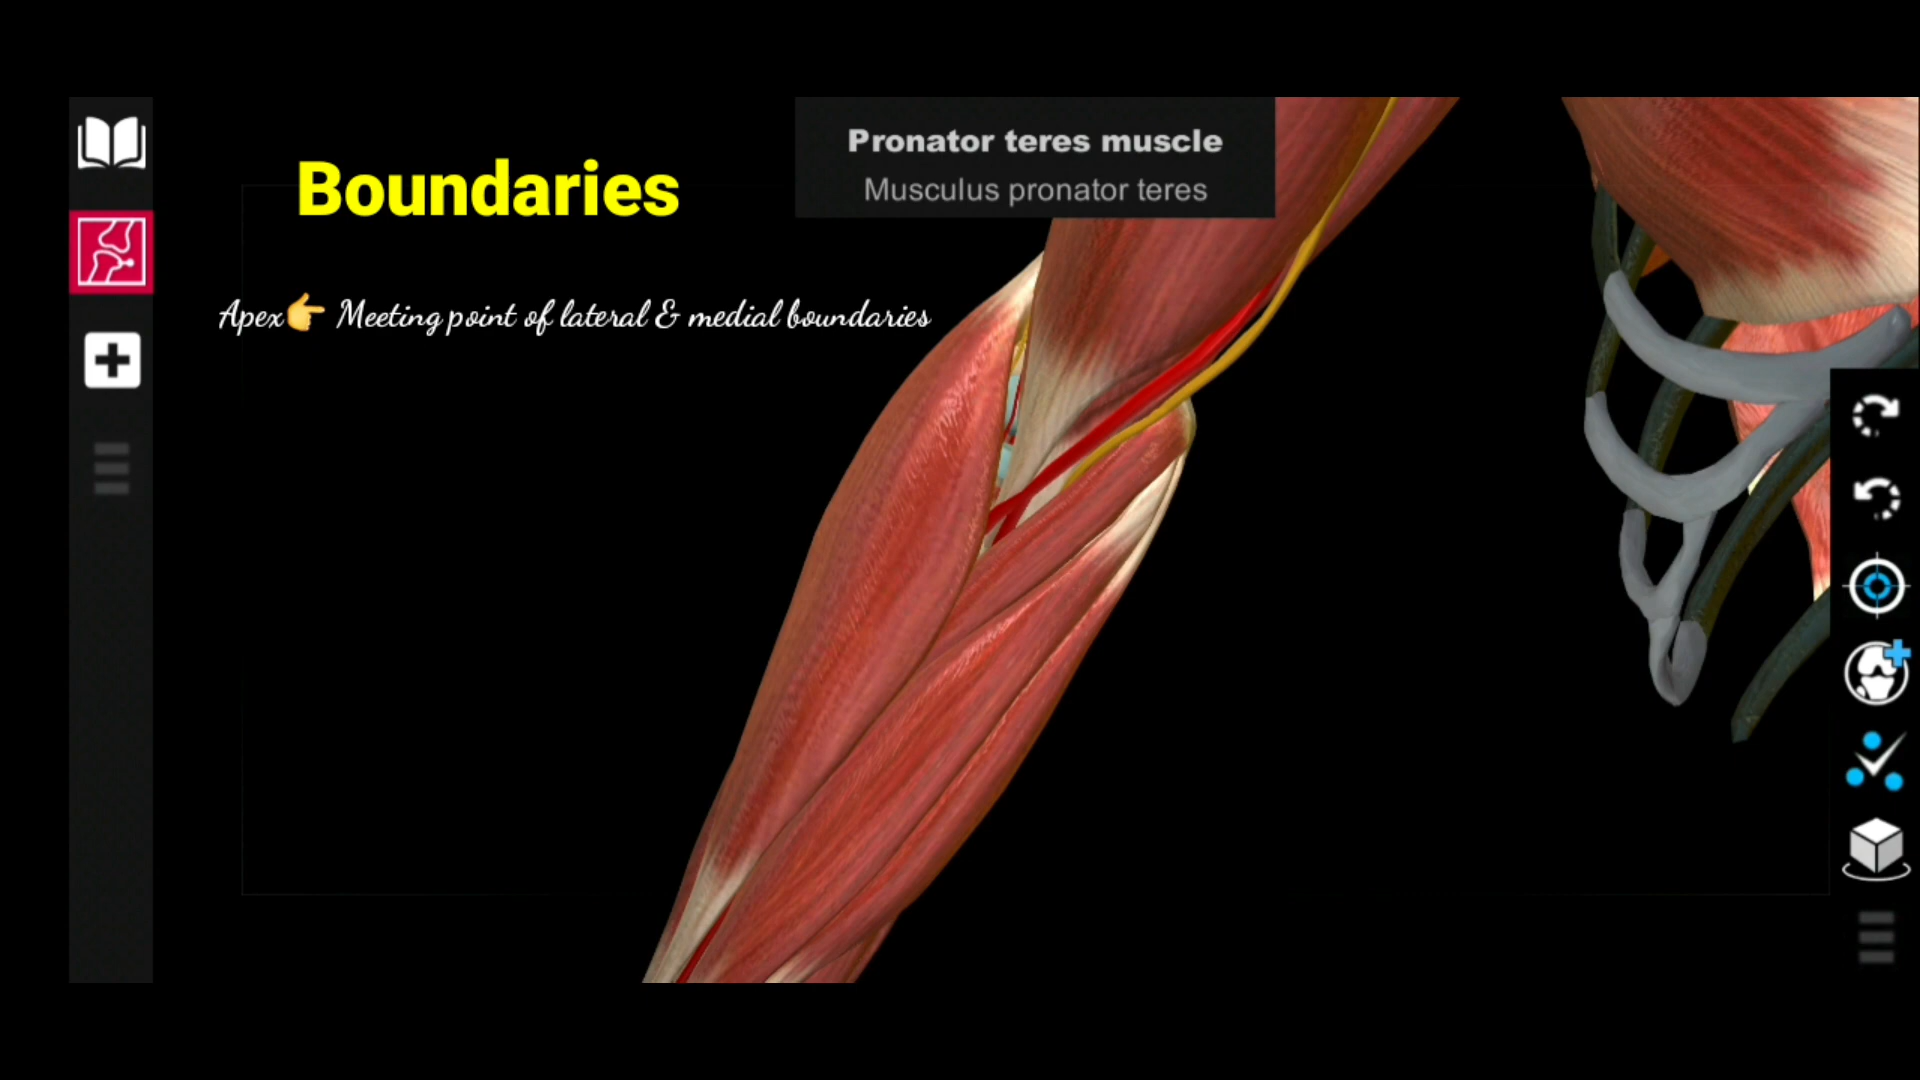 Boundaries
Pronator teres muscle
Musculus pronator teres
Apex👉 Meeting point of lateral & medial boundaries